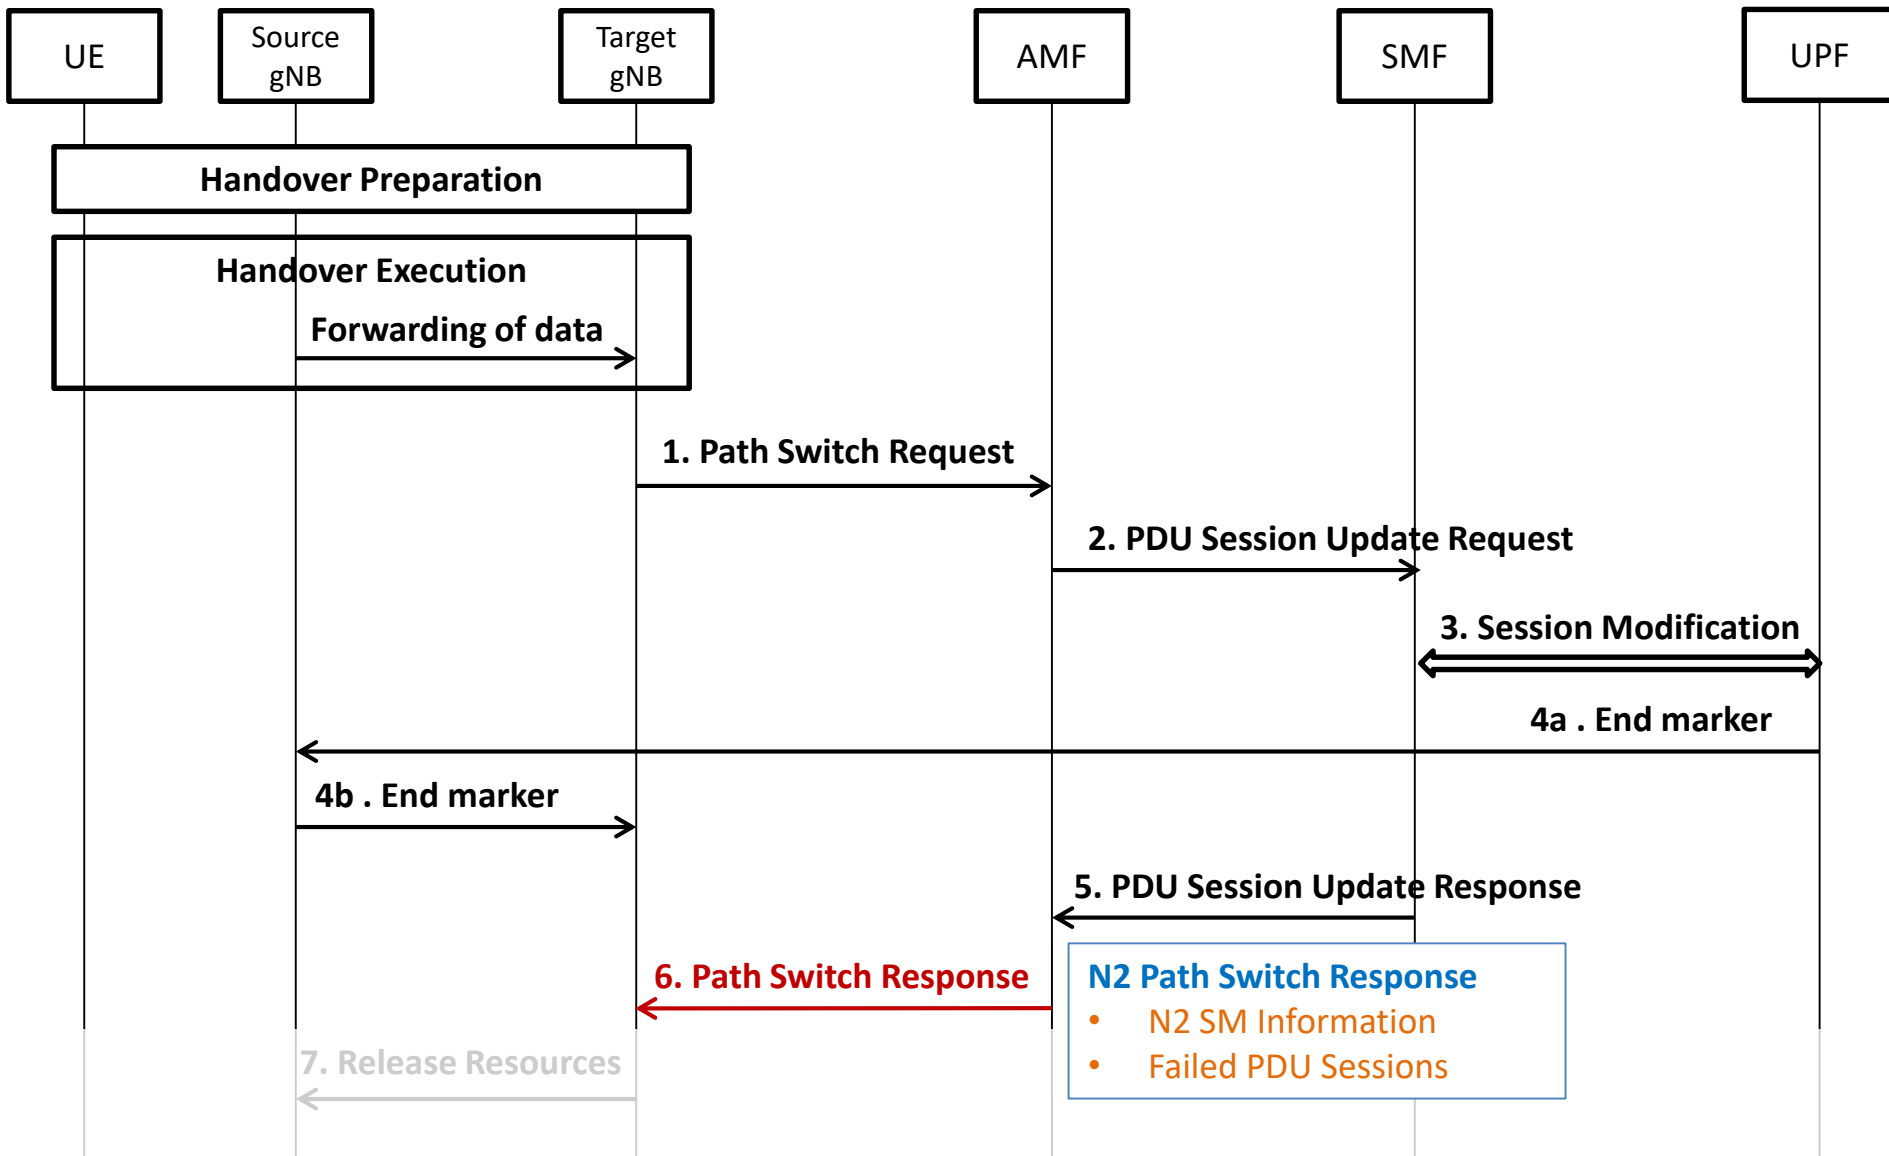 UE
Source
gNB
Target
gNB
AMF
SMF
UPF
Handover Preparation
Handover Execution
Forwarding of data
1. Path Switch Request
2. PDU Session Update Request
3. Session Modification
4a . End marker
4b . End marker
5. PDU Session Update Response
6. Path Switch Response
N2 Path Switch Response
• N2 SM Information
• Failed PDU Sessions
7. Release Resources